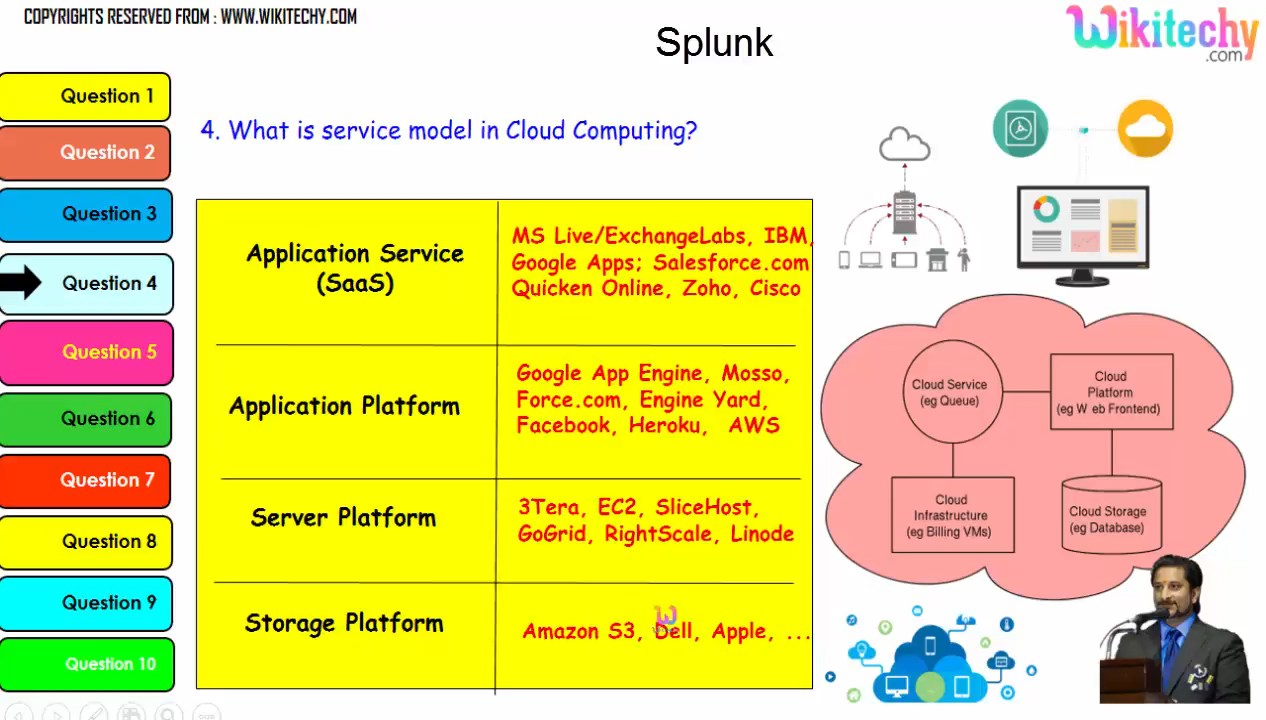 COPYRIGHTS RESERVED FROM : WWW.WIKITECHY.COM
Splunk
Wikitechy
.com
Question 1
Question 2
Question 3
Question 4
Question 5
Question 6
Question 7
Question 8
Question 9
Question 10
4. What is service model in Cloud Computing?
Application Service
(SaaS)
MS Live/ExchangeLabs, IBM,
Google Apps; Salesforce.com
Quicken Online, Zoho, Cisco
Application Platform
Google App Engine, Mosso,
Force.com, Engine Yard,
Facebook, Heroku, AWS
Server Platform
3Tera, EC2, SliceHost,
GoGrid, RightScale, Linode
Storage Platform
Amazon S3, Dell, Apple, ...
Cloud Service
(eg Queue)
Cloud
Platform
(eg W eb Frontend)
Cloud
Infrastructure
(eg Billing VMs)
Cloud Storage
(eg Database)